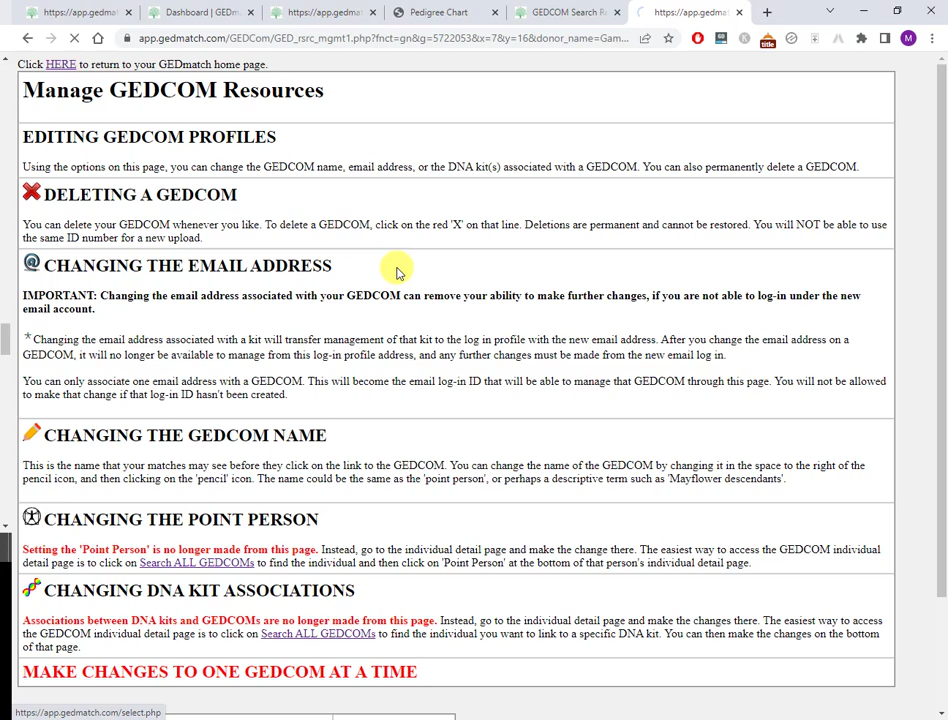 https://app.gedmatc
Dashboard | GEDm
https://app.gedmatc
Pedigree Chart
GEDCOM Search Re
https://app.gedmatc
app.gedmatch.com/GEDCom/GED_rsrc_mgmt1.php?fnct=gn&g=5722053&x=7&y=16&donor_name=Gam...
title
M
Click HERE to return to your GEDmatch home page.
Manage GEDCOM Resources
EDITING GEDCOM PROFILES
Using the options on this page, you can change the GEDCOM name, email address, or the DNA kit(s) associated with a GEDCOM. You can also permanently delete a GEDCOM.
DELETING A GEDCOM
You can delete your GEDCOM whenever you like. To delete a GEDCOM, click on the red 'X' on that line. Deletions are permanent and cannot be restored. You will NOT be able to use
the same ID number for a new upload.
CHANGING THE EMAIL ADDRESS
IMPORTANT: Changing the email address associated with your GEDCOM can remove your ability to make further changes, if you are not able to log-in under the new
email account.
*Changing the email address associated with a kit will transfer management of that kit to the log in profile with the new email address. After you change the email address on a
GEDCOM, it will no longer be available to manage from this log-in profile address, and any further changes must be made from the new email log in.
You can only associate one email address with a GEDCOM. This will become the email log-in ID that will be able to manage that GEDCOM through this page. You will not be allowed
to make that change if that log-in ID hasn't been created.
CHANGING THE GEDCOM NAME
This is the name that your matches may see before they click on the link to the GEDCOM. You can change the name of the GEDCOM by changing it in the space to the right of the
pencil icon, and then clicking on the 'pencil' icon. The name could be the same as the 'point person', or perhaps a descriptive term such as 'Mayflower descendants'.
CHANGING THE POINT PERSON
Setting the 'Point Person' is no longer made from this page. Instead, go to the individual detail page and make the change there. The easiest way to access the GEDCOM individual
detail page is to click on Search ALL GEDCOMs to find the individual and then click on 'Point Person' at the bottom of that person's individual detail page.
CHANGING DNA KIT ASSOCIATIONS
Associations between DNA kits and GEDCOMs are no longer made from this page. Instead, go to the individual detail page and make the changes there. The easiest way to access
the GEDCOM individual detail page is to click on Search ALL GEDCOMs to find the individual you want to link to a specific DNA kit. You can then make the changes on the bottom
of that page.
MAKE CHANGES TO ONE GEDCOM AT A TIME
https://app.gedmatch.com/select.php